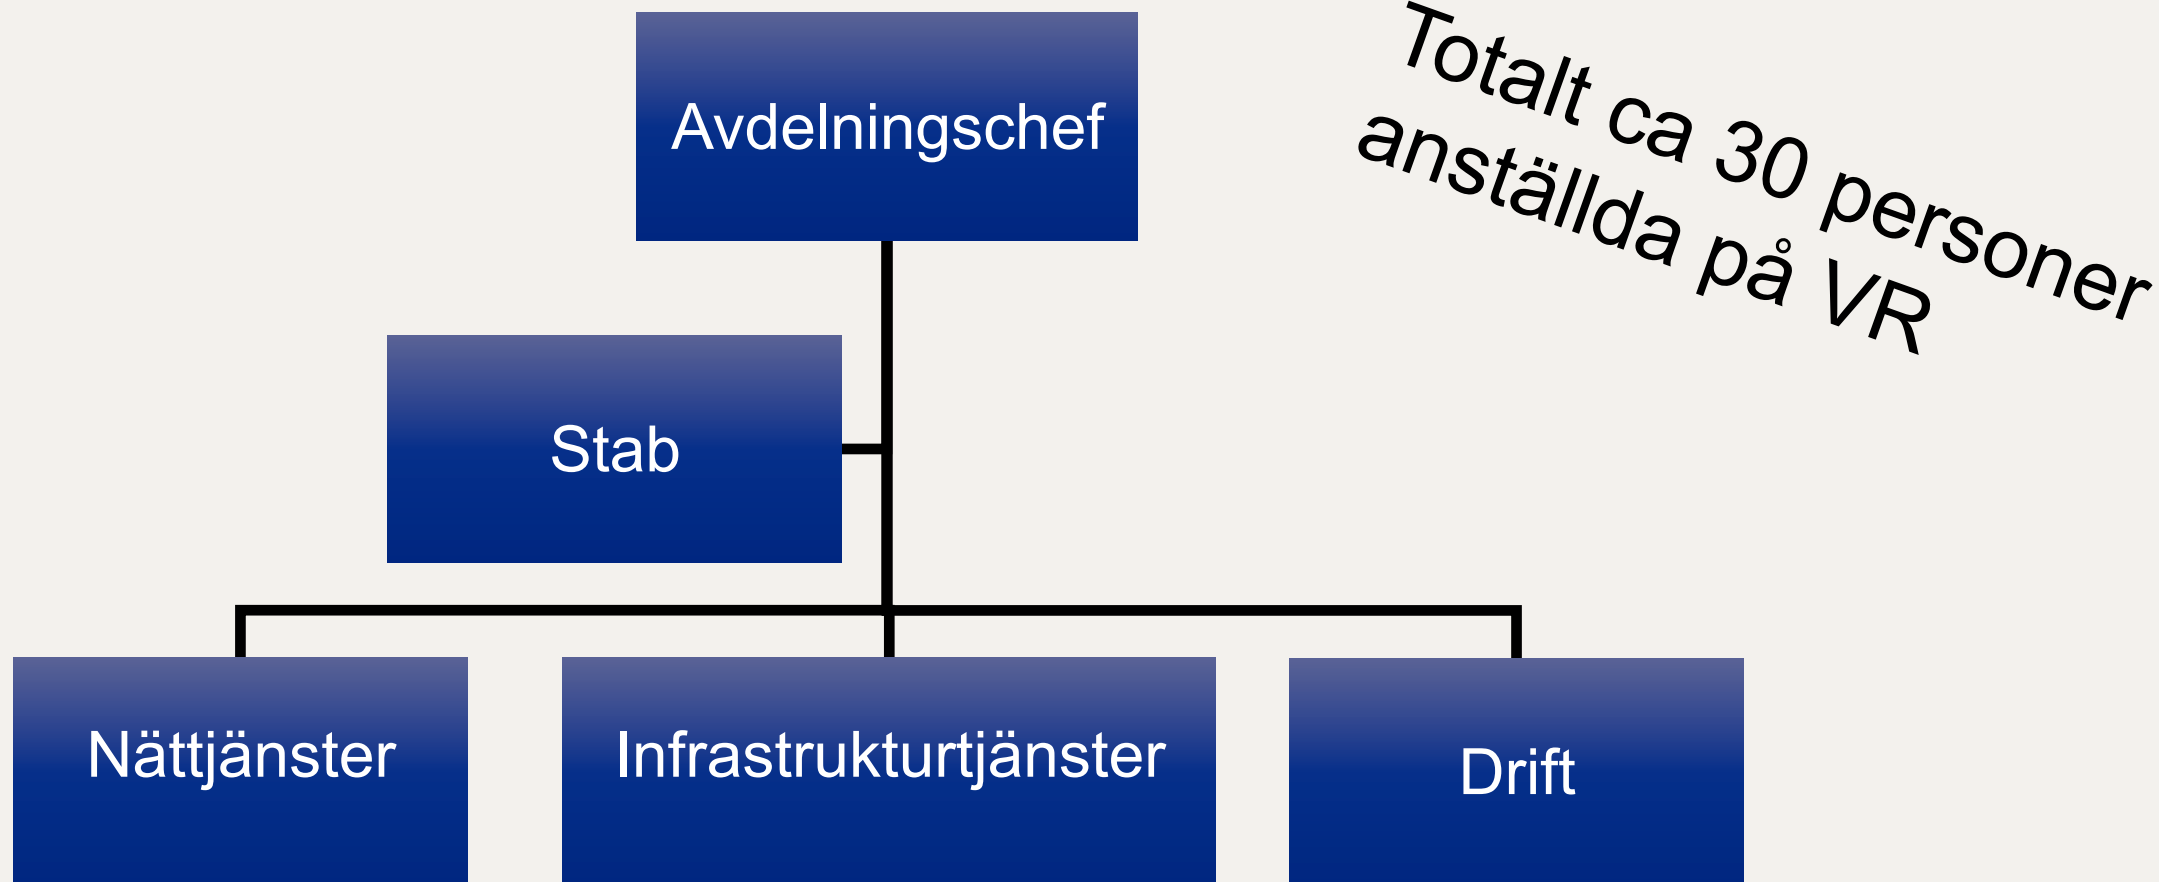 Avdelningschef
Totalt ca 30 personer
anställda på VR
Stab
Nättjänster
Infrastrukturtjänster
Drift